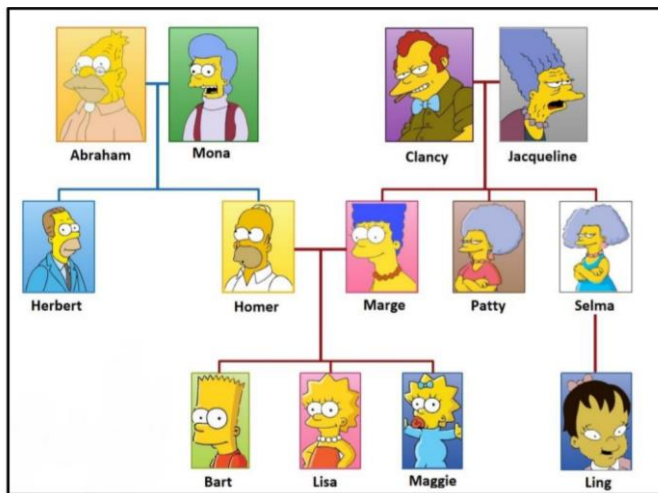 Abraham
Mona
Clancy
Jacqueline
Herbert
Homer
Marge
Patty
Selma
Bart
Lisa
Maggie
Ling